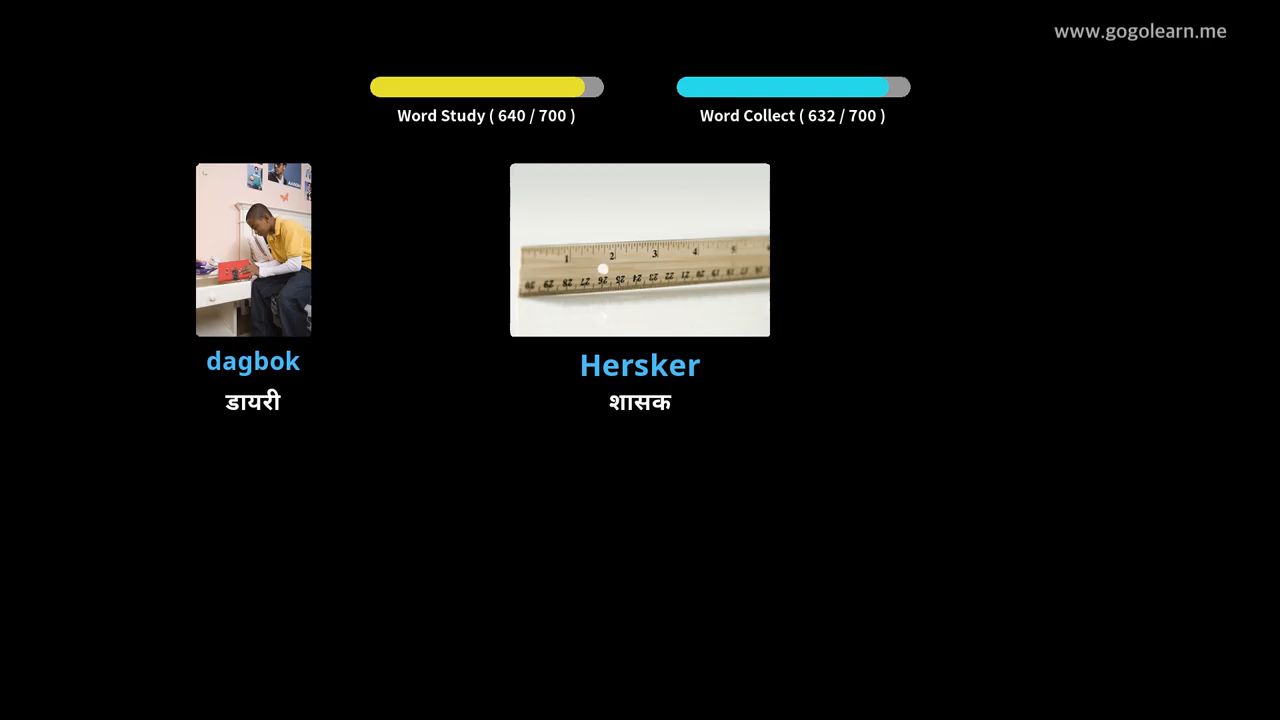 www.gogolearn.me
Word Study ( 640 / 700 )
Word Collect ( 632 / 700 )
dagbok
डायरी
Hersker
शासक